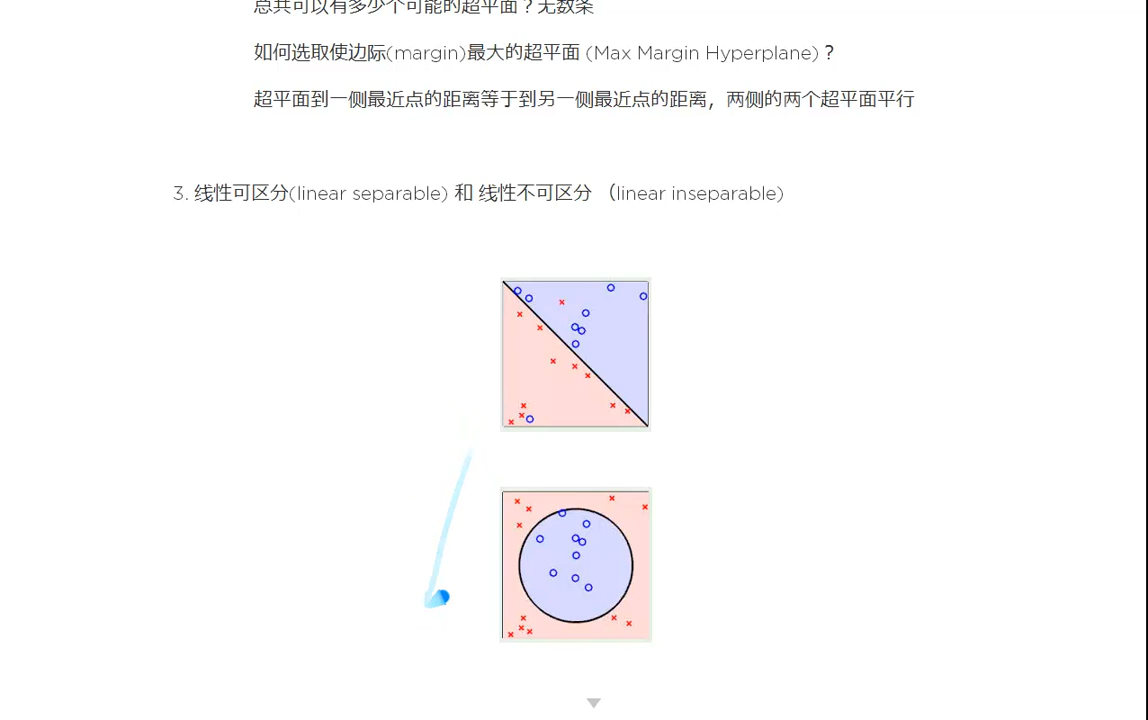 总共可以有多少个可能的超平面？无数条
如何选取使边际(margin)最大的超平面 (Max Margin Hyperplane)？
超平面到一侧最近点的距离等于到另一侧最近点的距离，两侧的两个超平面平行
3. 线性可区分(linear separable) 和 线性不可区分 （linear inseparable)